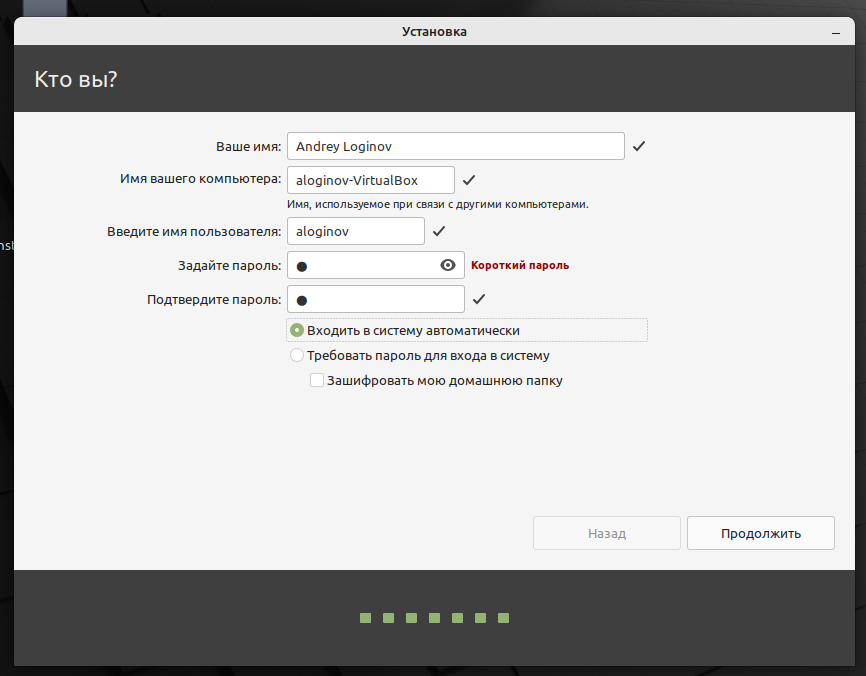 Установка
Кто вы?
Ваше имя: Andrey Loginov
Имя вашего компьютера: aloginov-VirtualBox
Имя, используемое при связи с другими компьютерами.
Введите имя пользователя: aloginov
Задайте пароль: ● Короткий пароль
Подтвердите пароль: ●
Входить в систему автоматически
Требовать пароль для входа в систему
Зашифровать мою домашнюю папку
Назад Продолжить